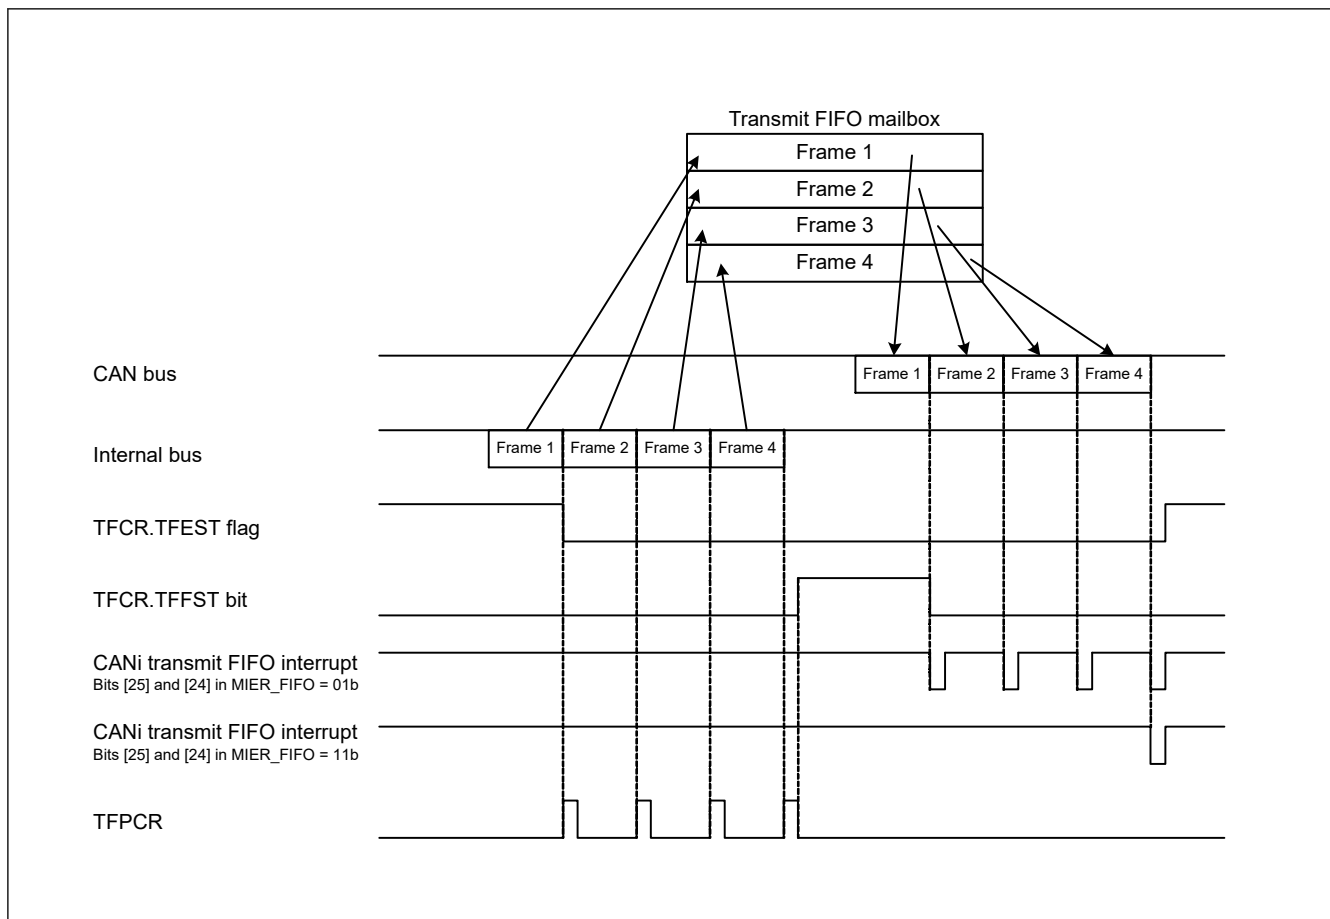 Transmit FIFO mailbox
Frame 1
Frame 2
Frame 3
Frame 4
CAN bus
Frame 1 Frame 2 Frame 3 Frame 4
Internal bus
Frame 1 Frame 2 Frame 3 Frame 4
TFCR.TFEST flag
TFCR.TFFST bit
CANi transmit FIFO interrupt
Bits [25] and [24] in MIER_FIFO = 01b
CANi transmit FIFO interrupt
Bits [25] and [24] in MIER_FIFO = 11b
TFPCR